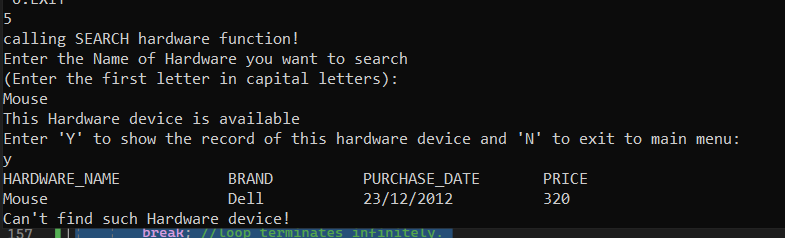 0.EXIT
5
calling SEARCH hardware function!
Enter the Name of Hardware you want to search
(Enter the first letter in capital letters):
Mouse
This Hardware device is available
Enter 'Y' to show the record of this hardware device and 'N' to exit to main menu:
y
HARDWARE_NAME BRAND PURCHASE_DATE PRICE
Mouse Dell 23/12/2012 320
Can't find such Hardware device!
157 break; //loop terminates infinitely.